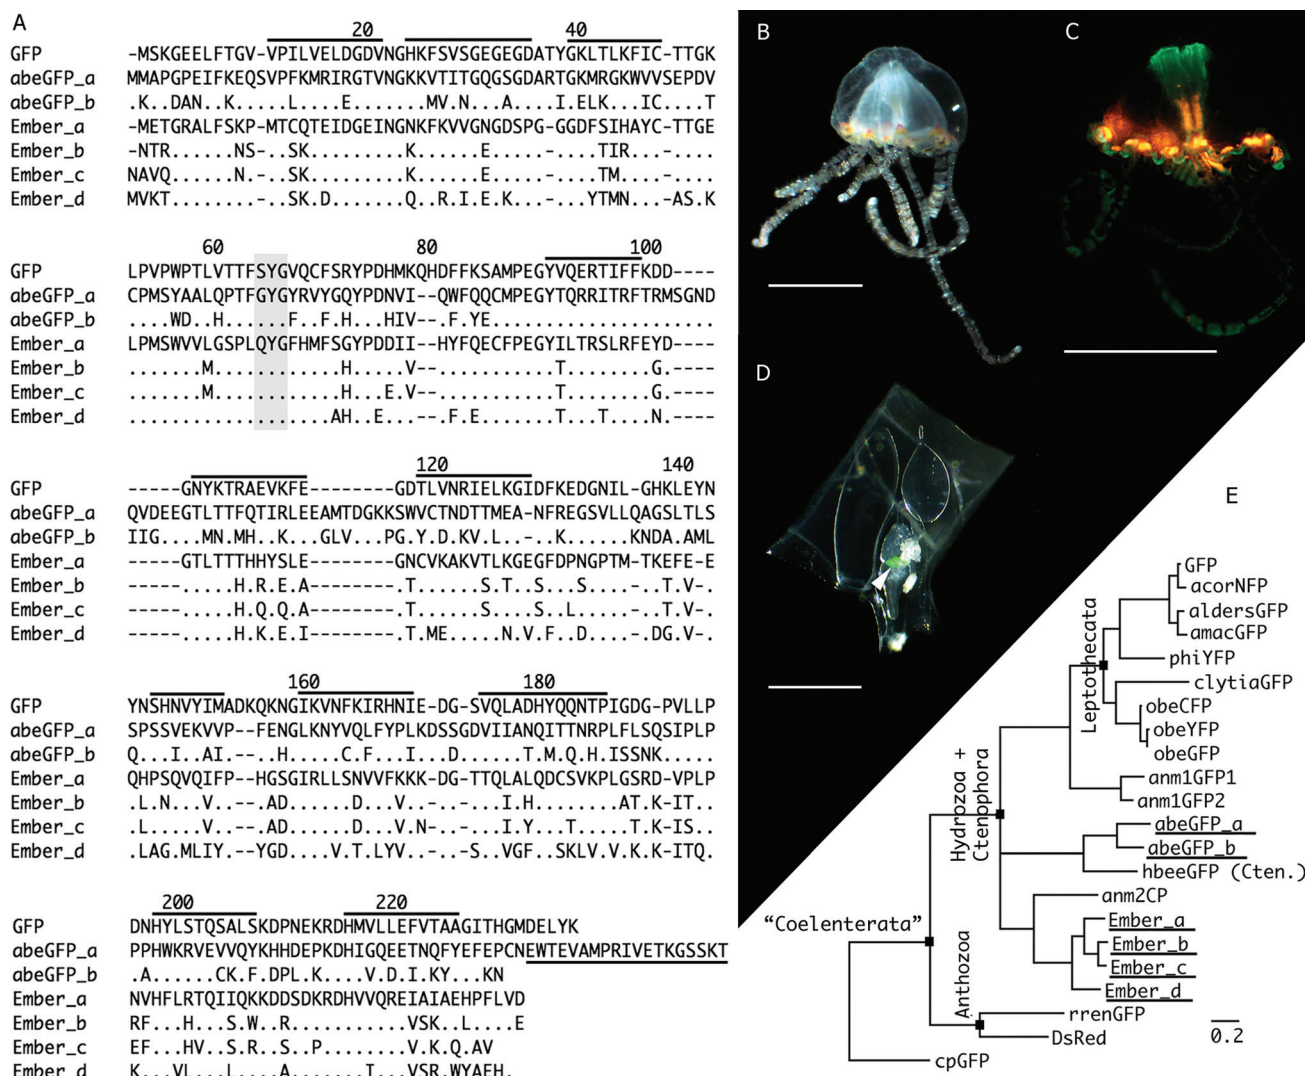 A
20 40
GFP -MSKGEELFTGV-VPILVELDGDVNGHKFSVSGEGEGDATYGKLTLKFIC-TTGK
abeGFP_a MMAPGPEIFKEQSVPFKMRIRGTVNGKKVTITGQGSGDARTGKMRGKWVVSEPDV
abeGFP_b .K..DAN..K.....L....E.......MV.N...A....I.ELK...IC....T
Ember_a -METGRALFSKP-MTCQTEIDGEINGNKFKVVGNGDSPG-GGDFSIHAYC-TTGE
Ember_b -NTR......NS-..SK.........K......E.....-....TIR...-....
Ember_c NAVQ......N.-..SK.........K......E.....-....TM....-....
Ember_d MVKT........-..SK.D.......Q..R.I.E.K...-...YTMN...-AS.K
60 80 100
GFP LPVPWPTLVTTFSYGVQCFSRYPDHMKQHDFFKSAMPEGYVQERTIFFKDD----
abeGFP_a CPMSYAALQPTFGYGYRVYGQYPDNVI--QWFQQCMPEGYTQRRITRFTRMSGND
abeGFP_b ....WD..H......F..F.H...HIV--.F.YE.....................
Ember_a LPMSWVVLGSPLQYGFHMFSGYPDDII--HYFQECFPEGYILTRSLRFEYD----
Ember_b .......M............H.....V--.............T........G.----
Ember_c .......M............H...E.V--.............T........G.----
Ember_d ...................AH...E....--.F.E.......T...T....N.----
120 140
GFP -----GNYKTRAEVKFE--------GDTLVNRIELKGIDFKEDGNIL-GHKLEYN
abeGFP_a QVDEEGTLTTFQTIRLEEAMTDGKKSWVCTNDTTMEA-NFREGSVLLQAGSLTLS
abeGFP_b IIG....MN.MH..K...GLV..PG.Y.D.KV.L...-..K......KNDA.AML
Ember_a -----GTLTTTHHYSLE--------GNCVKAKVTLKGEGFDPNGPTM-TKEFE-E
Ember_b -----.....H.R.E.A--------.T......S.T..S...S....-..T.V-.
Ember_c -----.....H.Q.Q.A--------.T......S....S..L.....-..T.V-.
Ember_d -----.....H.K.E.I--------.T.ME.....N.V.F..D....-.DG.V-.
160 180
GFP YNSHNVYIMADKQKNGIKVNFKIRHNIE-DG-SVQLADHYQQNTPIGDG-PVLLP
abeGFP_a SPSSVEKVVP--FENGLKNYVQLFYPLKDSSGDVIIANQITTNRPLFLSQSIPLP
abeGFP_b Q...I..AI.--..H.....C.F...I...D.....T.M.Q.H.ISSNK.....
Ember_a QHPSQVQIFP--HGSGIRLLSNVVFKKK-DG-TTQLALQDCSVKPLGSRD-VPLP
Ember_b .L.N...V..--.AD......D...V..-..-...I.H........AT.K-IT..
Ember_c .L.....V..--.AD......D...V.N-..-...I.Y...T......T.K-IS..
Ember_d .LAG.MLIY.--YGD....V.T.LYV..-..-S..VGF..SKLV.V.K.K-ITQ.
200 220
GFP DNHYLSTQSALSKDPNEKRDHMVLLEFVTAAGITHGMDELYK
abeGFP_a PPHWKRVEVVQYKHHDEPKDHIGQEETNQFYEFEPCNEWTEVAMPRIVETKGSSKT
abeGFP_b .A......CK.F.DPL.K....V.D.I.KY...KN
Ember_a NVHFLRTQIIQKKDDSDKRDHVVQREIAIAEHPFLVD
Ember_b RF...H...S.W..R...........VSK..L....E
Ember_c EF...HV..S.R..S..P........V.K.Q.AV
Ember_d K...VL...L....A.......I...VSR.WYAEH.
B
C
D
E
GFP
acorNFP
aldersGFP
amacGFP
phiYFP
clytiaGFP
obeCFP
obeYFP
obeGFP
anm1GFP1
anm1GFP2
abeGFP_a
abeGFP_b
hbeeGFP (Cten.)
anm2CP
Ember_a
Ember_b
Ember_c
Ember_d
rrenGFP
DsRed
cpGFP
Leptothecata
Hydrozoa +
Ctenophora
"Coelenterata"
Anthozoa
0.2